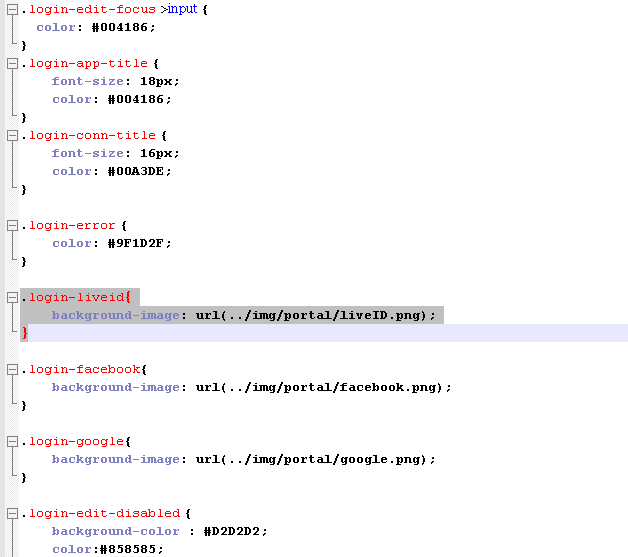 .login-edit-focus >input {
color: #004186;
}
.login-app-title {
font-size: 18px;
color: #004186;
}
.login-conn-title {
font-size: 16px;
color: #00A3DE;
}
.login-error {
color: #9F1D2F;
}
.login-liveid{
background-image: url(../img/portal/liveID.png);
}
.login-facebook{
background-image: url(../img/portal/facebook.png);
}
.login-google{
background-image: url(../img/portal/google.png);
}
.login-edit-disabled {
background-color : #D2D2D2;
color:#858585;